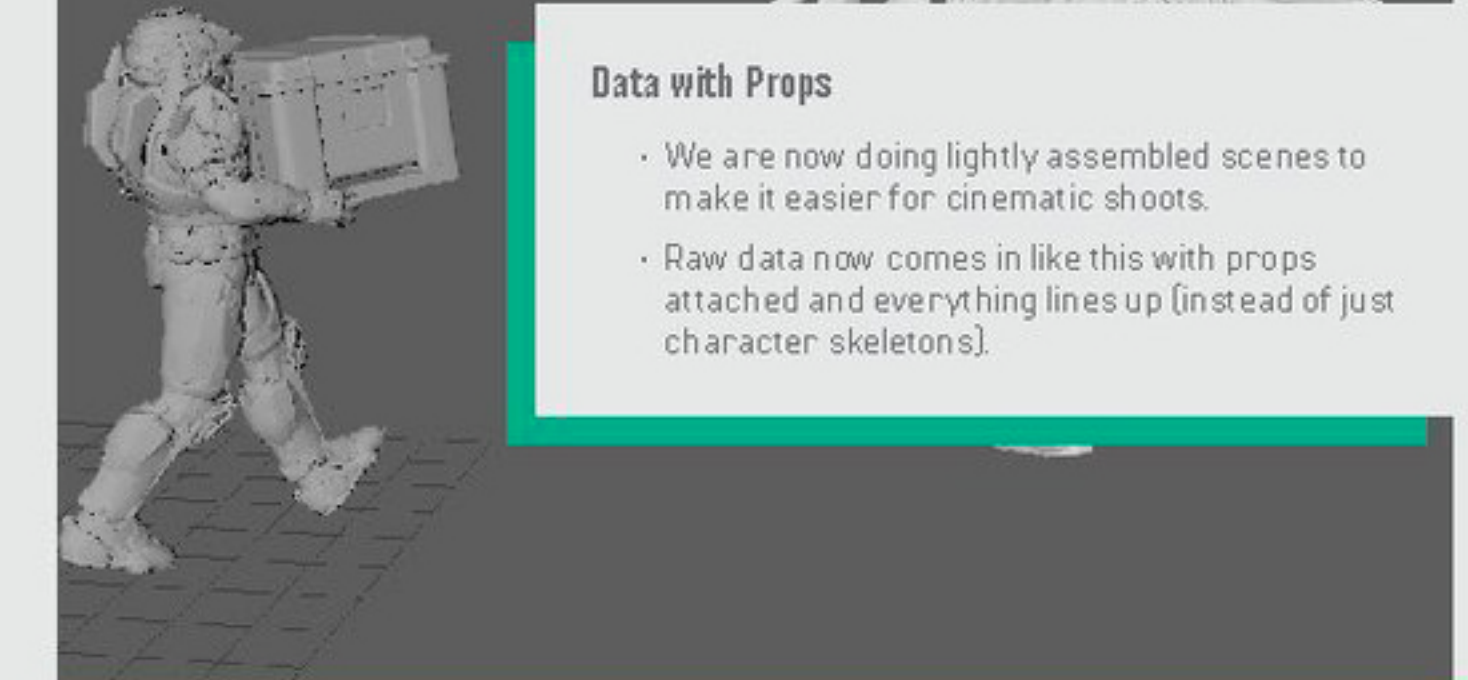 Data with Props
· We are now doing lightly assembled scenes to
make it easier for cinematic shoots.
· Raw data now comes in like this with props
attached and everything lines up (instead of just
character skeletons).